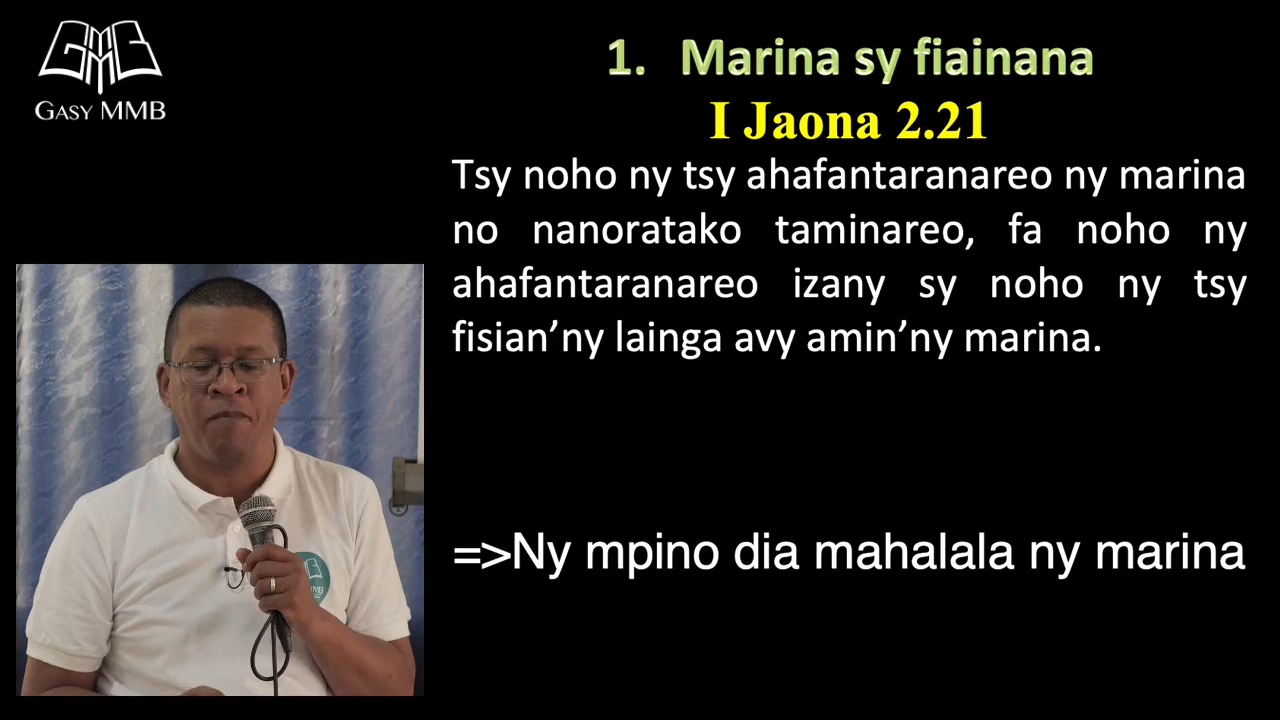 GMMB
GASY MMB
1. Marina sy fiainana
I Jaona 2.21
Tsy noho ny tsy ahafantaranareo ny marina
no nanoratako taminareo, fa noho ny
ahafantaranareo izany sy noho ny tsy
fisian’ny lainga avy amin’ny marina.
=>Ny mpino dia mahalala ny marina